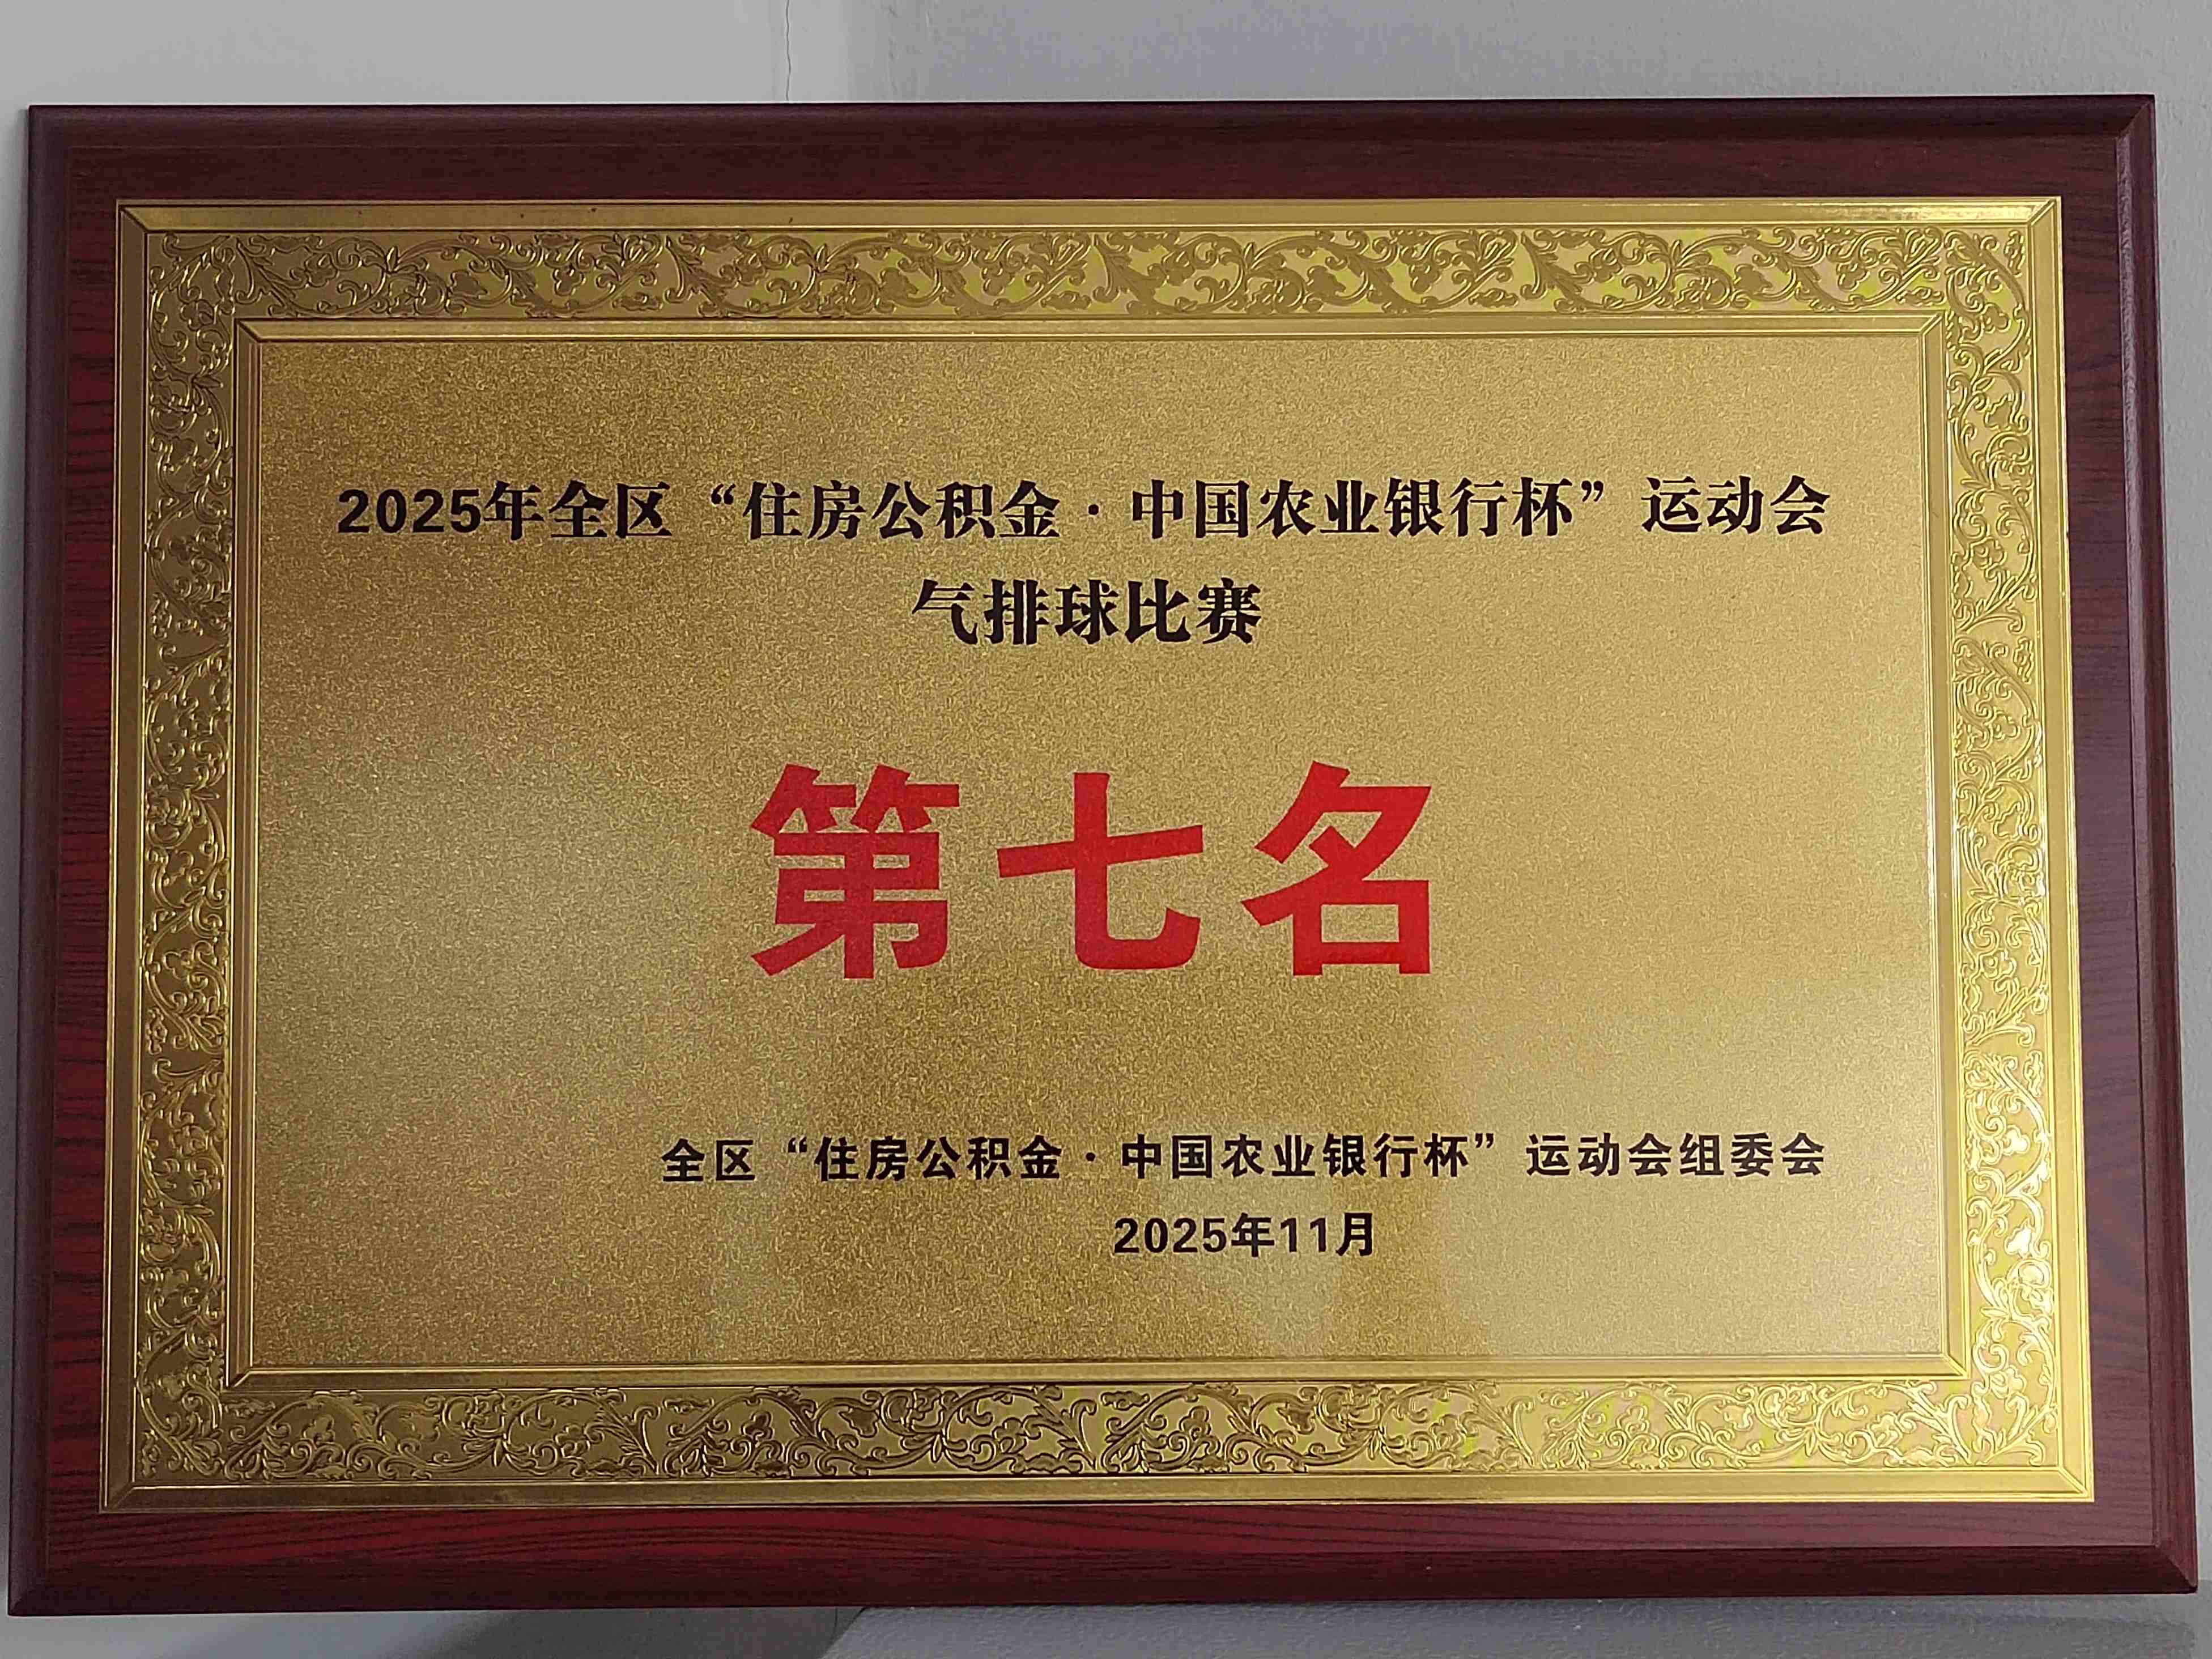 2025年全区“住房公积金·中国农业银行杯”运动会
气排球比赛
第七名
全区“住房公积金·中国农业银行杯”运动会组委会
2025年11月